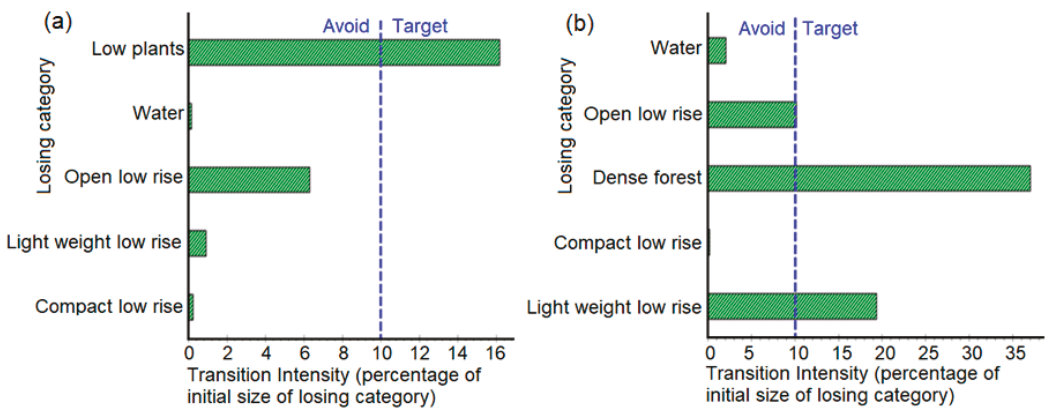 (a)
Avoid Target
Losing category
Low plants
Water
Open low rise
Light weight low rise
Compact low rise
0 2 4 6 8 10 12 14 16
Transition Intensity (percentage of
initial size of losing category)
(b)
Avoid Target
Losing category
Water
Open low rise
Dense forest
Compact low rise
Light weight low rise
0 5 10 15 20 25 30 35
Transition Intensity (percentage of
initial size of losing category)